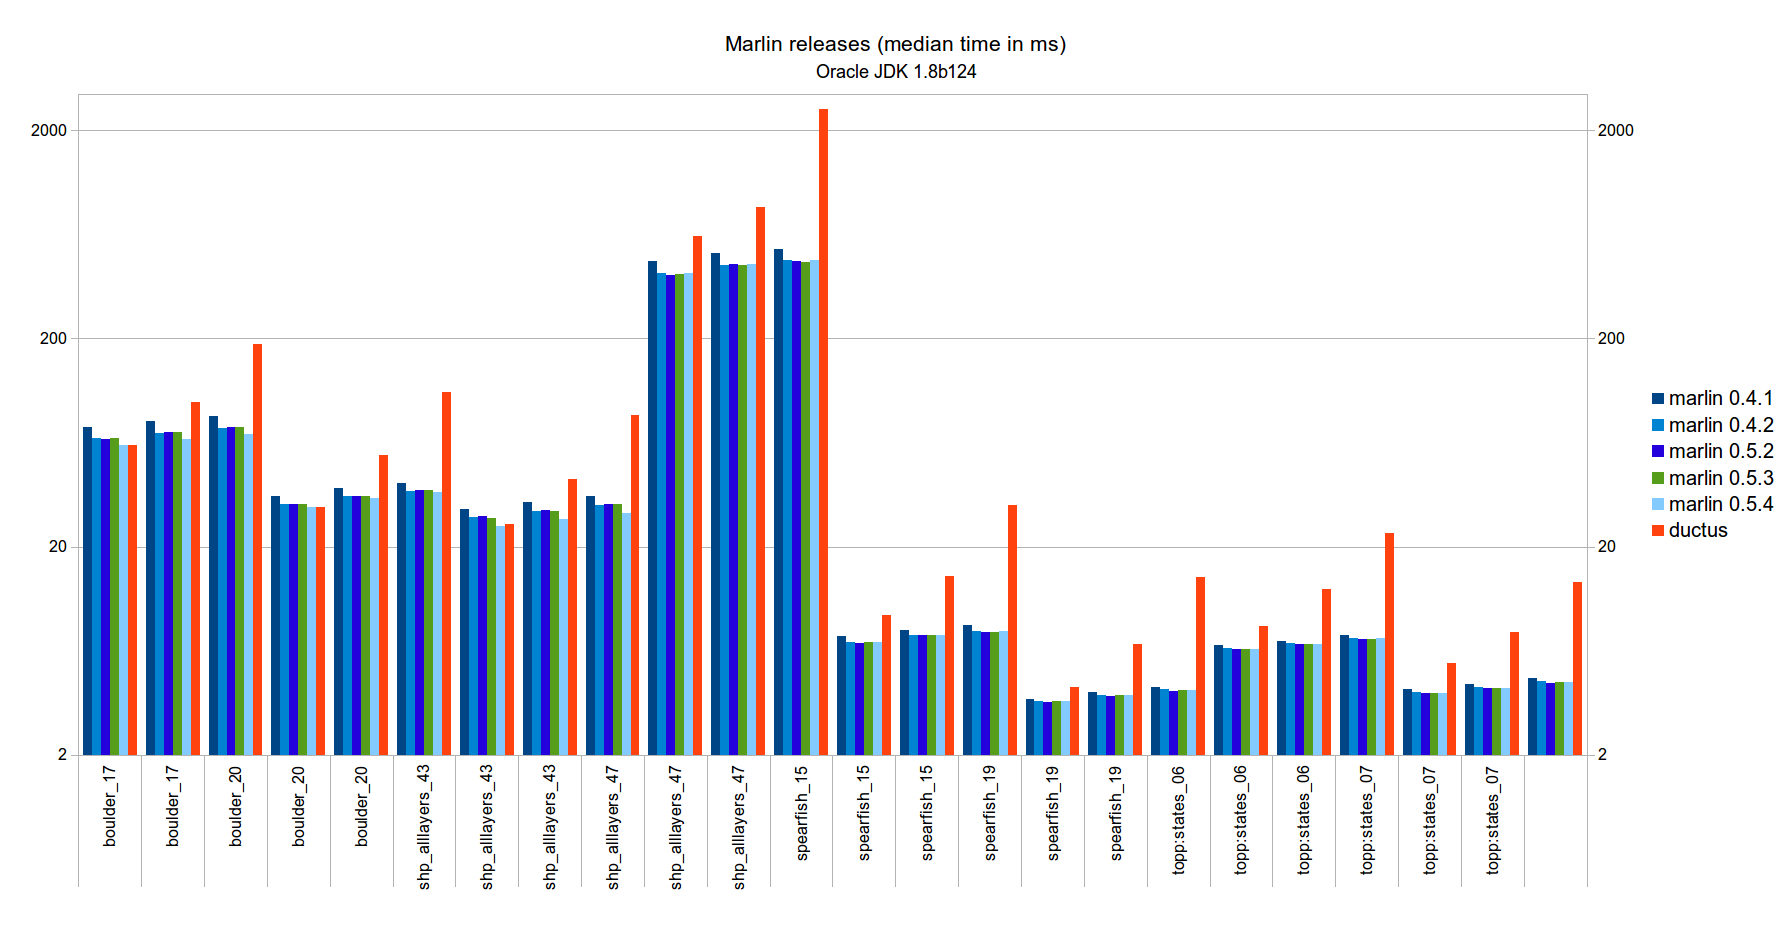 Marlin releases (median time in ms)
Oracle JDK 1.8b124
2000
200
20
2
2000
200
20
2
boulder_17
boulder_17
boulder_20
boulder_20
boulder_20
shp_alllayers_43
shp_alllayers_43
shp_alllayers_43
shp_alllayers_47
shp_alllayers_47
shp_alllayers_47
spearfish_15
spearfish_15
spearfish_15
spearfish_19
spearfish_19
spearfish_19
topp:states_06
topp:states_06
topp:states_06
topp:states_07
topp:states_07
topp:states_07
marlin 0.4.1
marlin 0.4.2
marlin 0.5.2
marlin 0.5.3
marlin 0.5.4
ductus